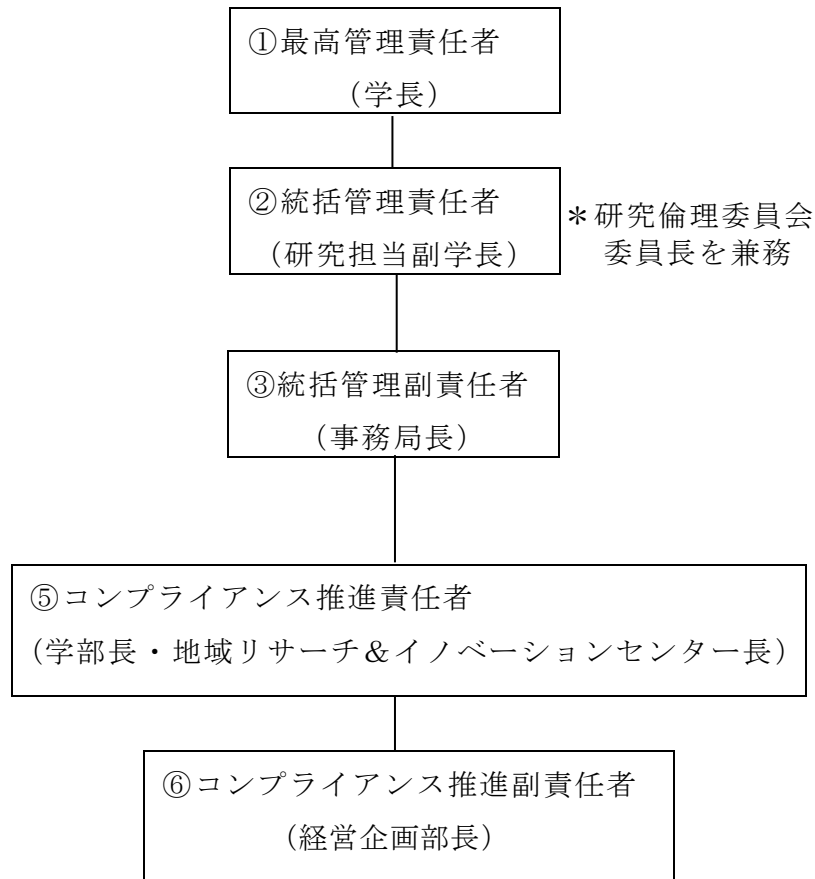 ①最高管理責任者
（学長）
②統括管理責任者
（研究担当副学長）
＊研究倫理委員会
委員長を兼務
③統括管理副責任者
（事務局長）
⑤コンプライアンス推進責任者
（学部長・地域リサーチ＆イノベーションセンター長）
⑥コンプライアンス推進副責任者
（経営企画部長）